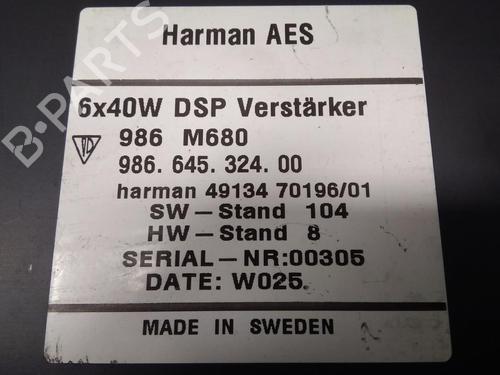 B-PARTS
Harman AES
6x40W DSP Verstärker
986 M680
986. 645. 324. 00
harman 49134 70196/01
SW – Stand 104
HW – Stand 8
SERIAL – NR:00305
DATE: W025
MADE IN SWEDEN